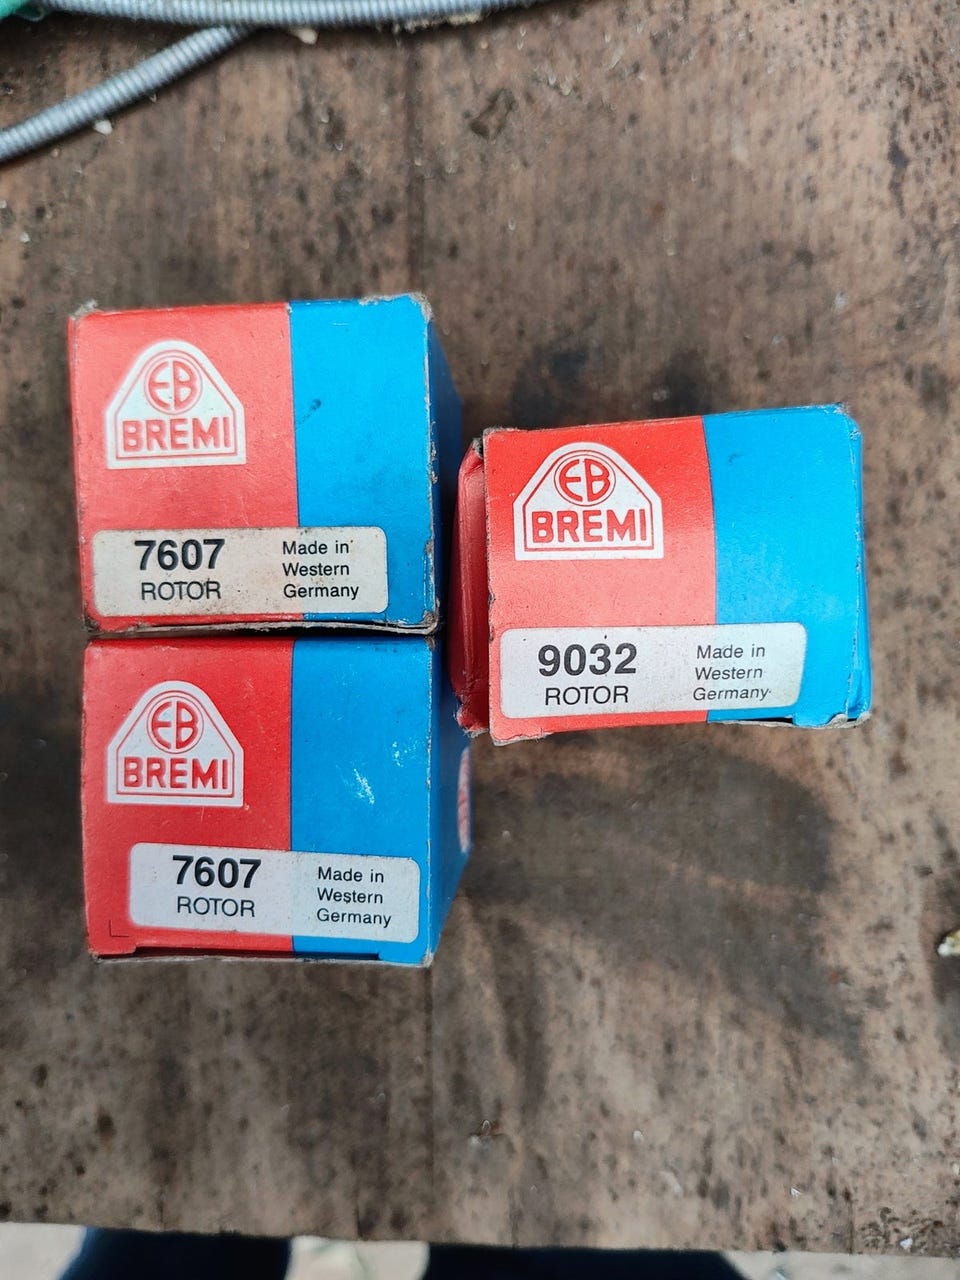 EB
BREMI
7607
ROTOR
Made in
Western
Germany
EB
BREMI
9032
ROTOR
Made in
Western
Germany
EB
BREMI
7607
ROTOR
Made in
Western
Germany